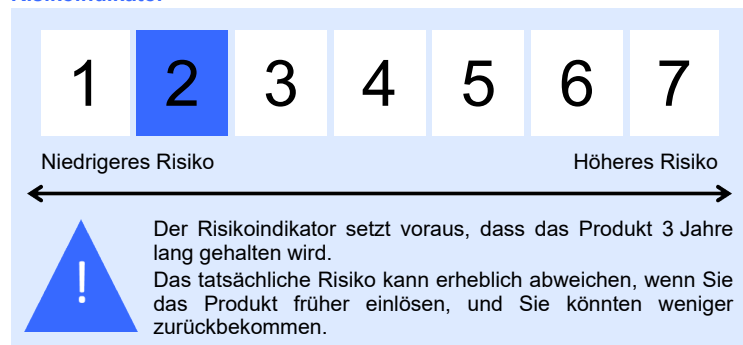 1 2 3 4 5 6 7
Niedrigeres Risiko Höheres Risiko
Der Risikoindikator setzt voraus, dass das Produkt 3 Jahre
lang gehalten wird.
!
Das tatsächliche Risiko kann erheblich abweichen, wenn Sie
das Produkt früher einlösen, und Sie könnten weniger
zurückbekommen.